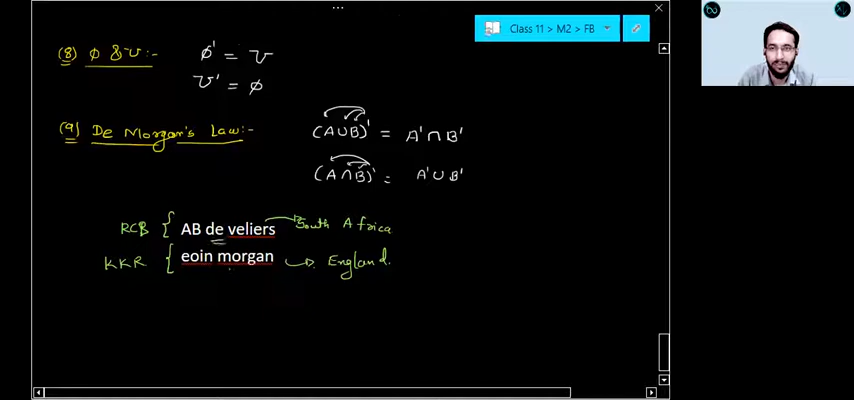 Class 11 > M2 > FB
(8) ϕ & U:- ϕ' = U
U' = ϕ
(9) De Morgan's Law:- (A∪B)' = A'∩B'
(A∩B)' = A'∪B'
RCB { AB de veliers → South Africa
KKR { eoin morgan → England.